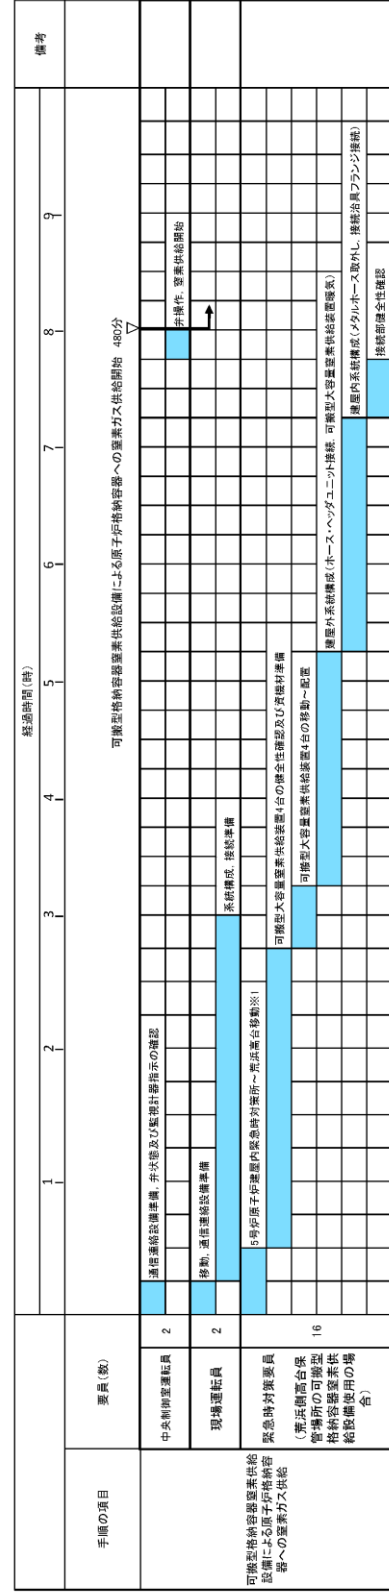 手順の項目
要員(数)
経過時間(時)
備考
1
2
3
4
5
6
7
8
9
可搬型格納容器窒素供給設備による原子炉格納容器への窒素ガス供給開始 480分
▽
可搬型格納容器窒素供給
設備による原子炉格納容
器への窒素ガス供給
中央制御室運転員
2
通信連絡設備準備, 弁状態及び監視計器指示の確認
弁操作, 窒素供給開始
現場運転員
2
移動, 通信連絡設備準備
系統構成, 接続準備
緊急時対策要員
(荒浜側高台保
管場所の可搬型
格納容器窒素供
給設備使用の場
合)
16
5号炉原子炉建屋内緊急時対策所~荒浜高台移動※1
可搬型大容量窒素供給装置4台の健全性確認及び資機材準備
可搬型大容量窒素供給装置4台の移動~配置
建屋外系統構成(ホース・ヘッダユニット接続, 可搬型大容量窒素供給装置暖気)
建屋内系統構成(メタルホース取外し, 接続治具フランジ接続)
接続部健全性確認